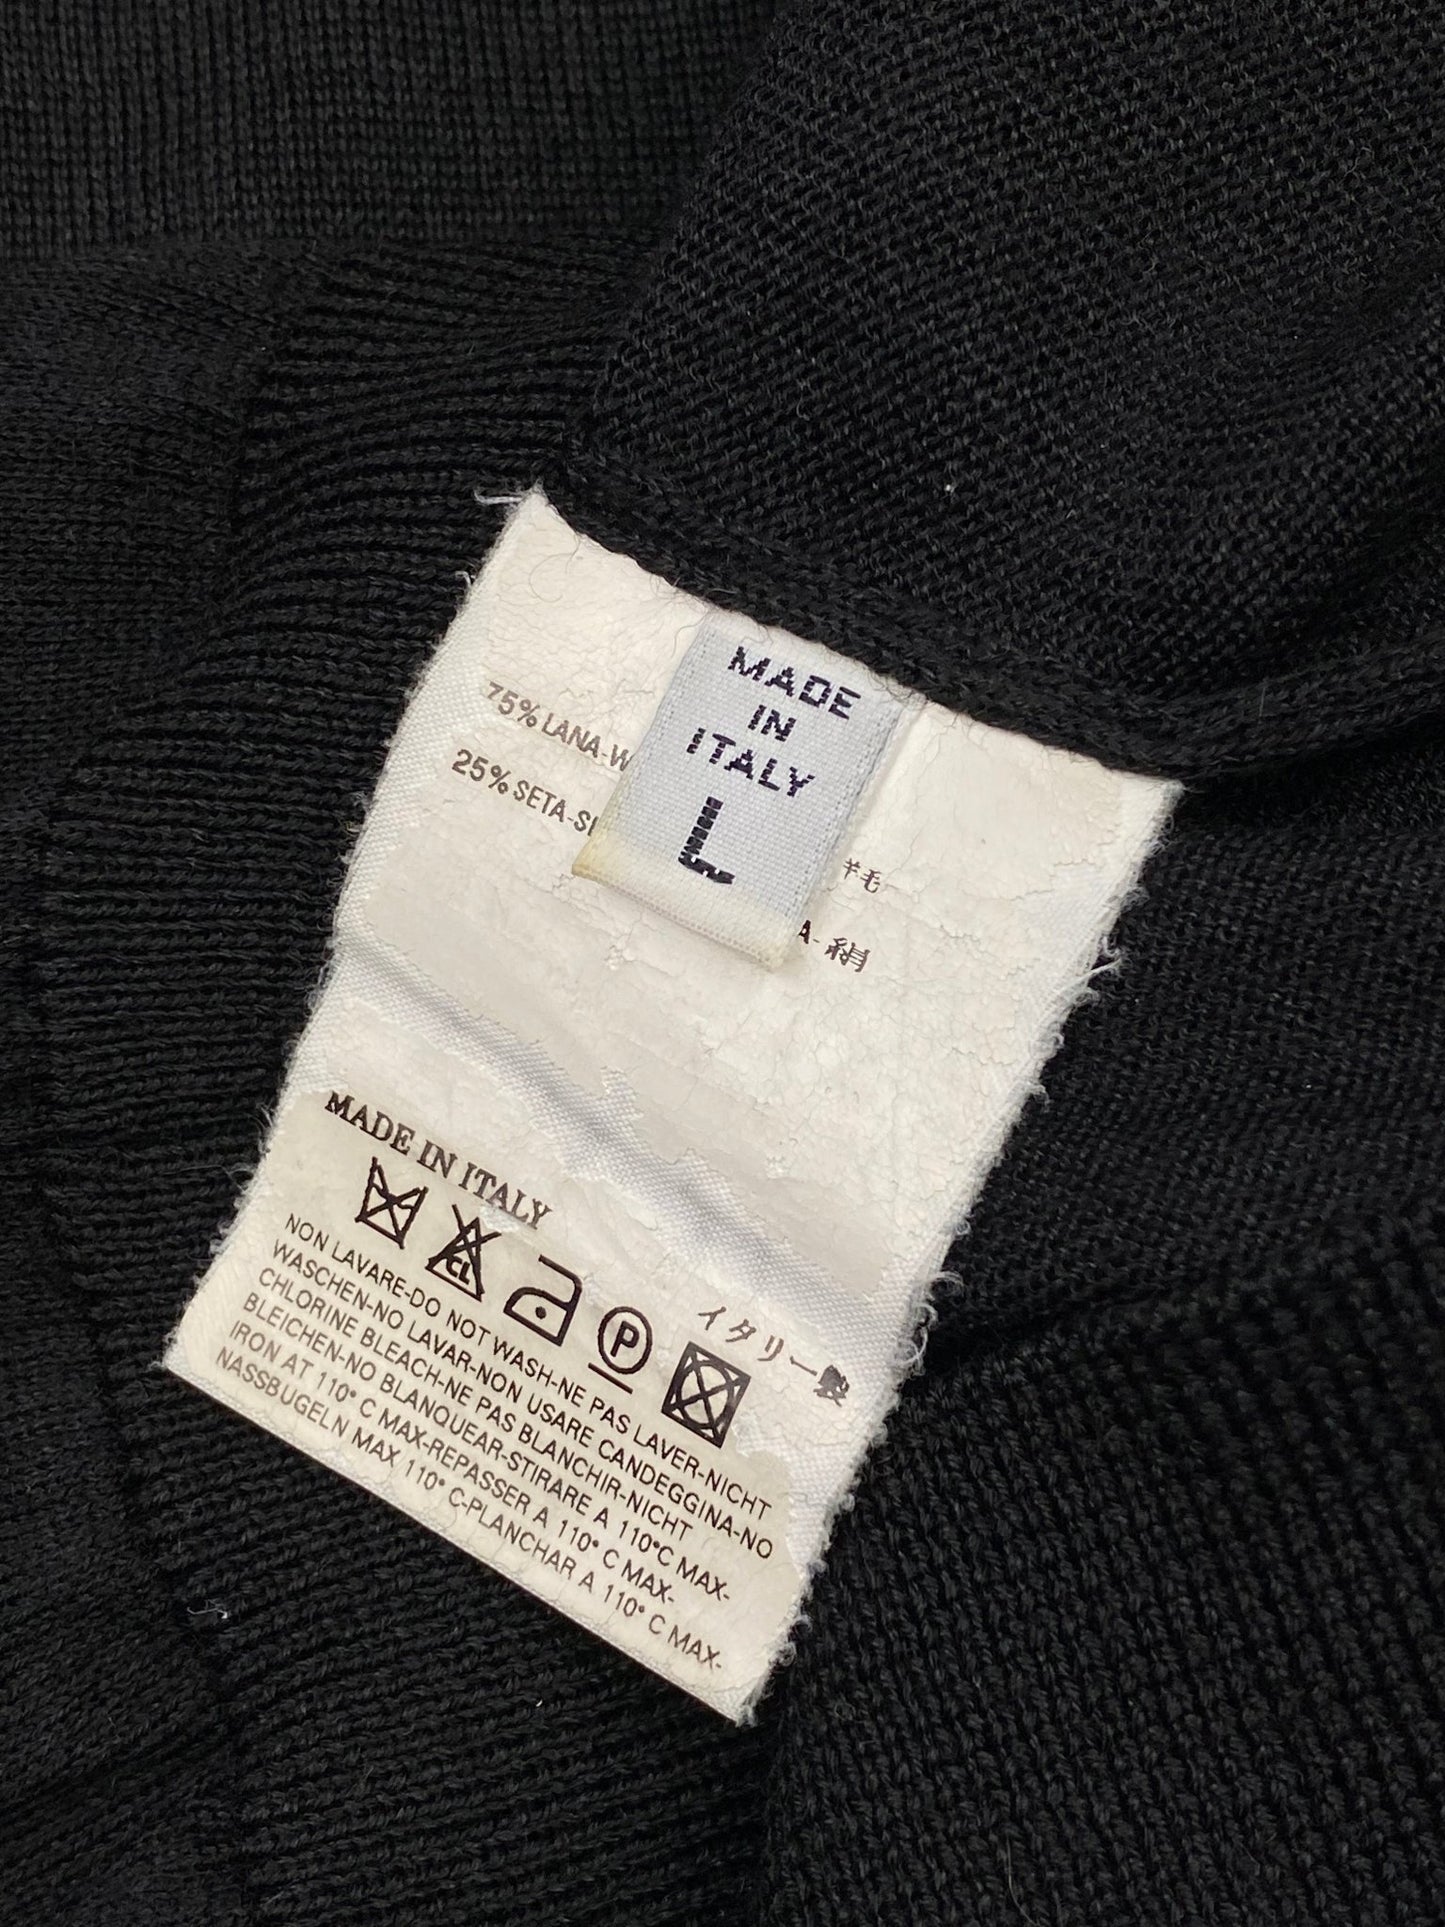 MADE
IN
ITALY
L
75% LANA-W
25% SETA-SI
羊毛
A-絹
MADE IN ITALY
イタリー製
CL
P
NON LAVARE-DO NOT WASH-NE PAS LAVER-NICHT
WASCHEN-NO LAVAR-NON USARE CANDEGGINA-NO
CHLORINE BLEACH-NE PAS BLANCHIR-NICHT
BLEICHEN-NO BLANQUEAR-STIRARE A 110°C MAX-
IRON AT 110° C MAX-REPASSER A 110° C MAX-
NASSBUGELN MAX 110° C-PLANCHAR A 110° C MAX-